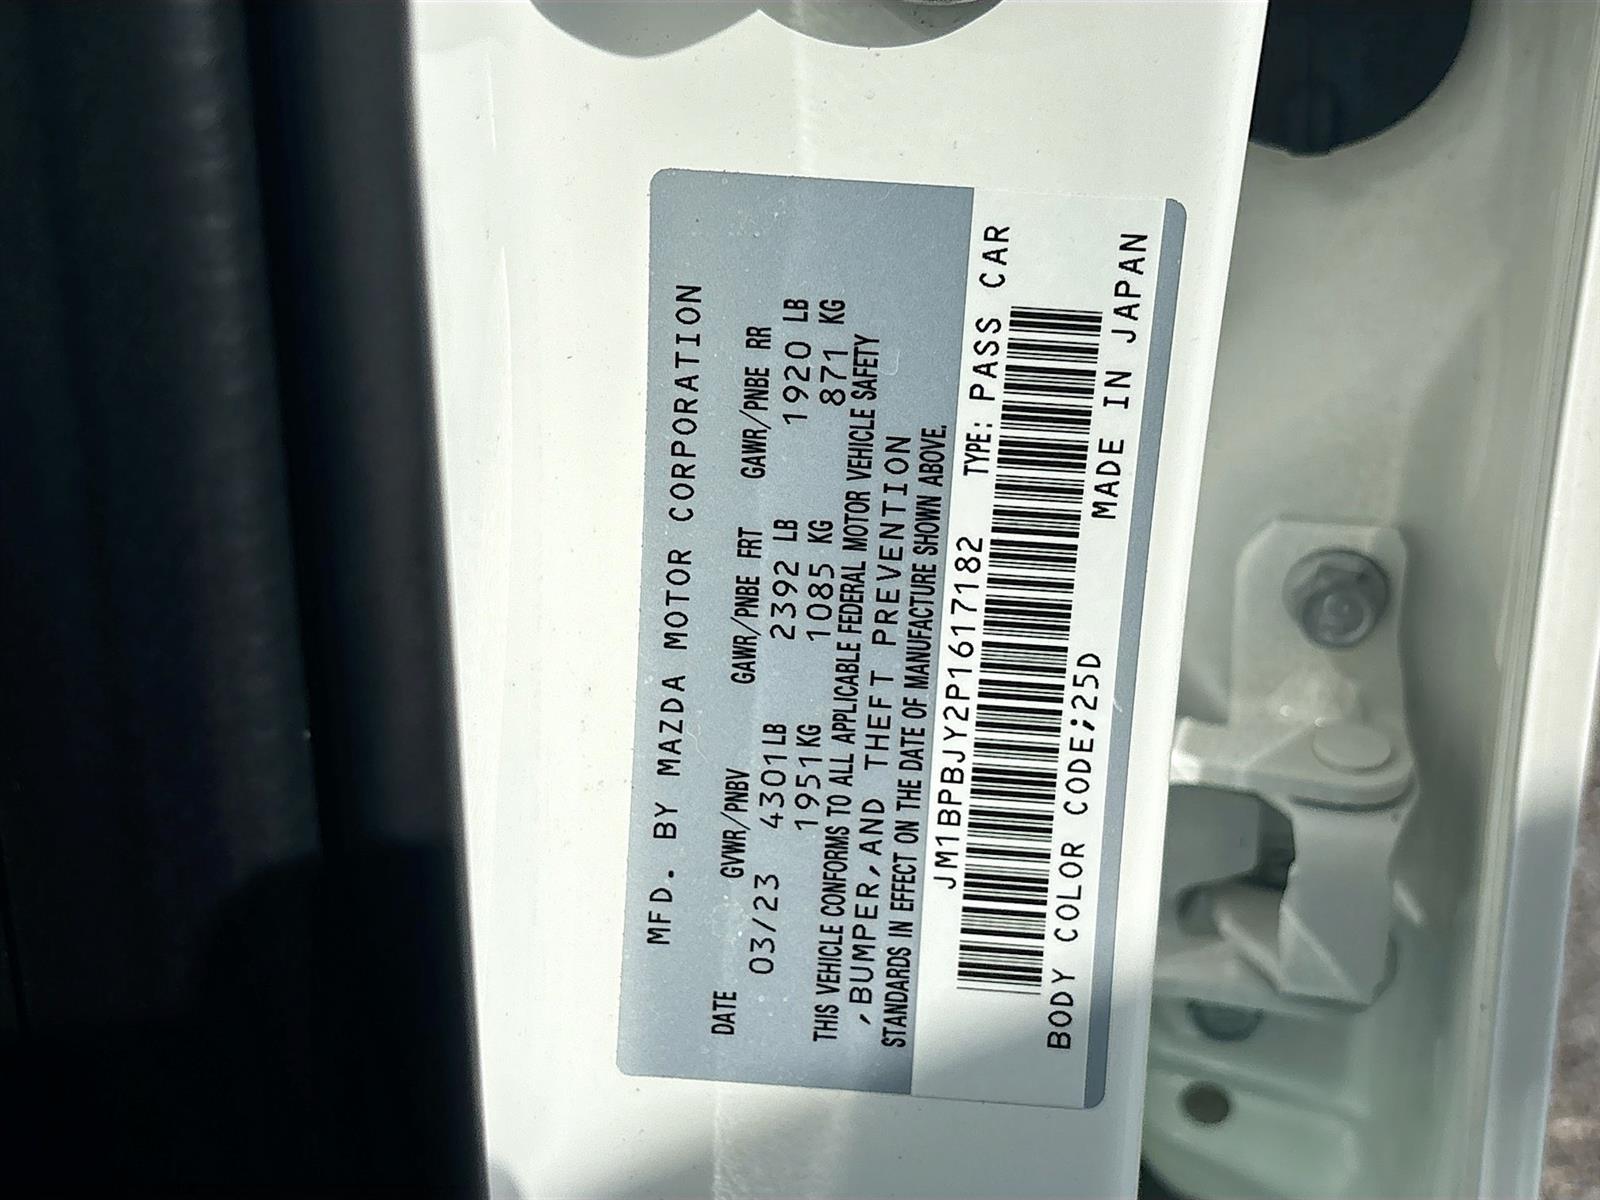 MFD. BY MAZDA MOTOR CORPORATION
DATE GVWR/PNBV GAWR/PNBE FRT GAWR/PNBE RR
03/23 4301LB 2392 LB 1920 LB
1951KG 1085 KG 871 KG
THIS VEHICLE CONFORMS TO ALL APPLICABLE FEDERAL MOTOR VEHICLE SAFETY
,BUMPER,AND THEFT PREVENTION
STANDARDS IN EFFECT ON THE DATE OF MANUFACTURE SHOWN ABOVE.
JM1BPBJY2P1617182 TYPE: PASS CAR
BODY COLOR CODE;25D MADE IN JAPAN